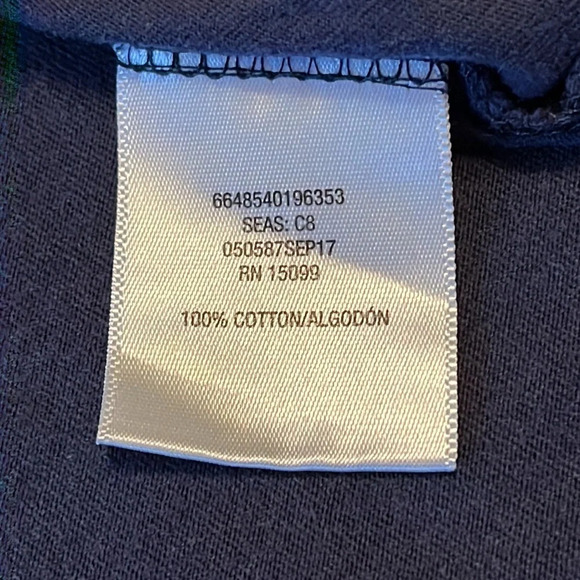 6648540196353
SEAS: C8
050587SEP17
RN 15099
100% COTTON/ALGODÓN